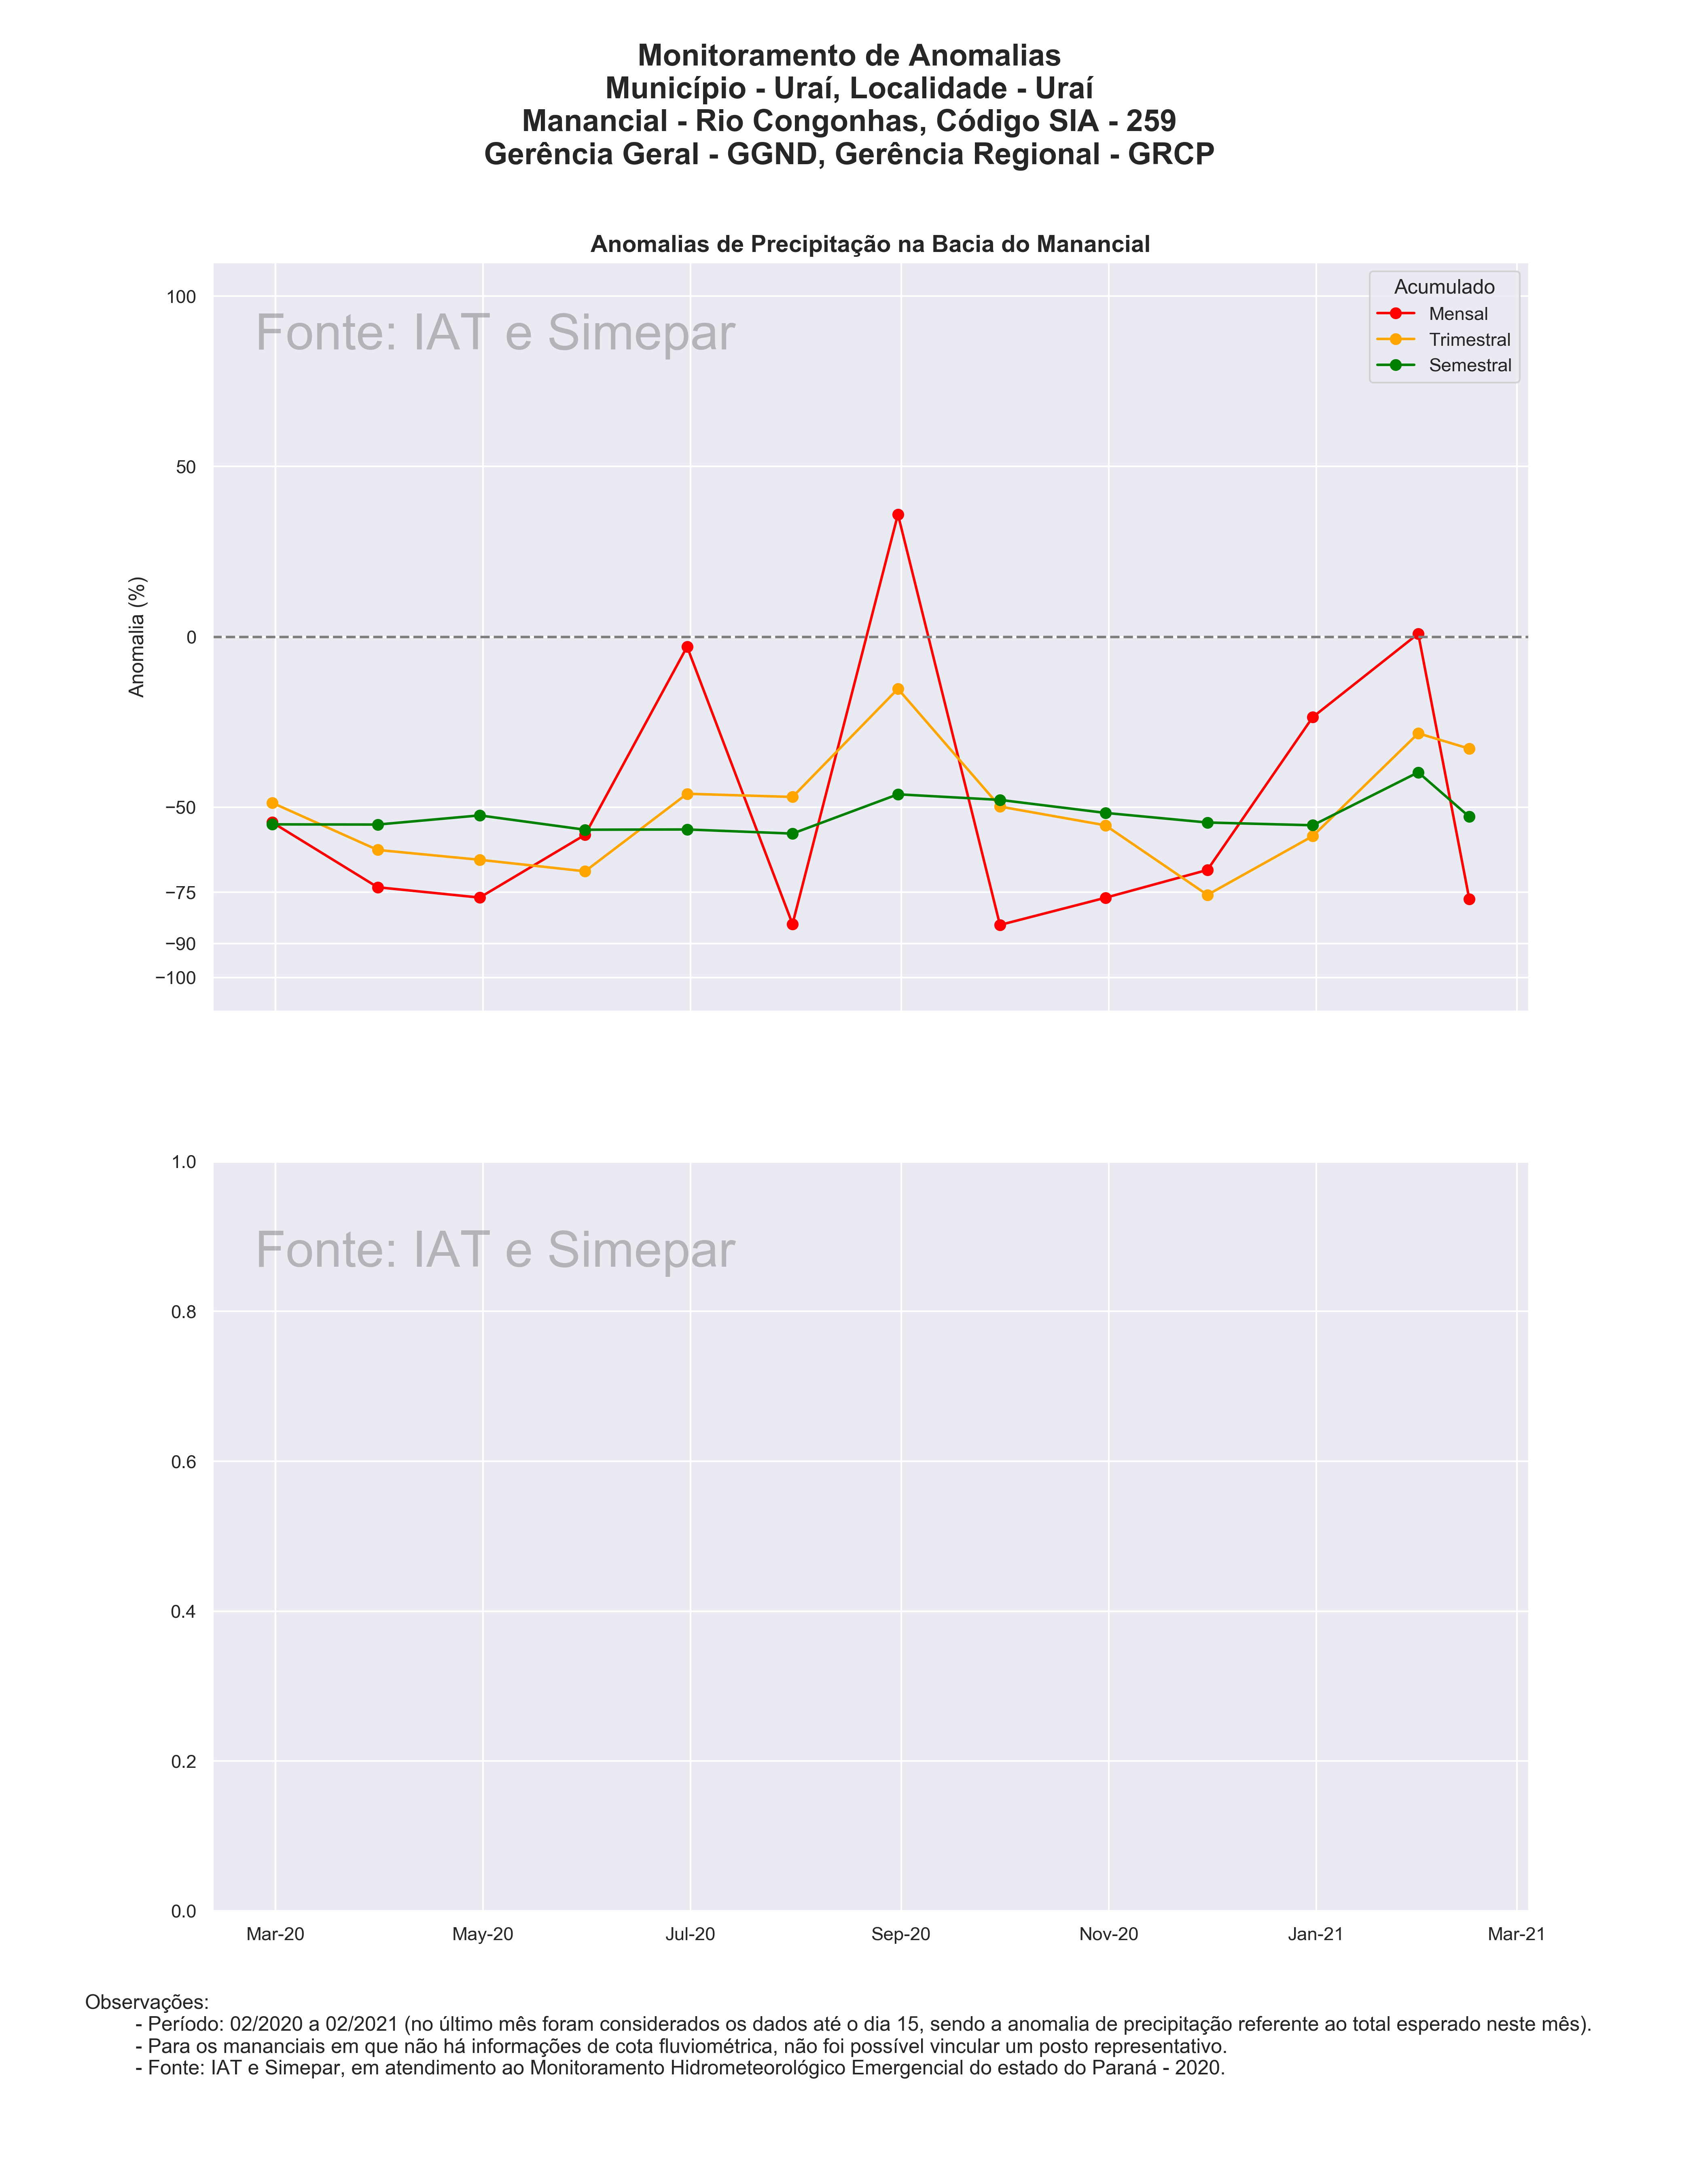 Monitoramento de Anomalias
Município - Uraí, Localidade - Uraí
Manancial - Rio Congonhas, Código SIA - 259
Gerência Geral - GGND, Gerência Regional - GRCP
Anomalias de Precipitação na Bacia do Manancial
Fonte: IAT e Simepar
Acumulado
Mensal
Trimestral
Semestral
Anomalia (%)
100
50
0
−50
−75
−90
−100
Fonte: IAT e Simepar
1.0
0.8
0.6
0.4
0.2
0.0
Mar-20 May-20 Jul-20 Sep-20 Nov-20 Jan-21 Mar-21
Observações:
- Período: 02/2020 a 02/2021 (no último mês foram considerados os dados até o dia 15, sendo a anomalia de precipitação referente ao total esperado neste mês).
- Para os mananciais em que não há informações de cota fluviométrica, não foi possível vincular um posto representativo.
- Fonte: IAT e Simepar, em atendimento ao Monitoramento Hidrometeorológico Emergencial do estado do Paraná - 2020.